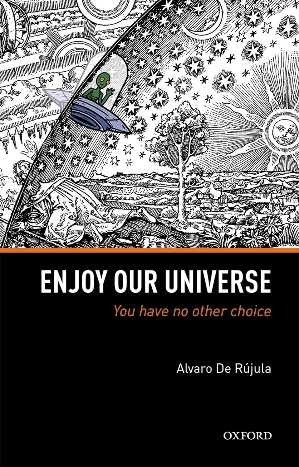 ENJOY OUR UNIVERSE
You have no other choice
Alvaro De Rújula
OXFORD